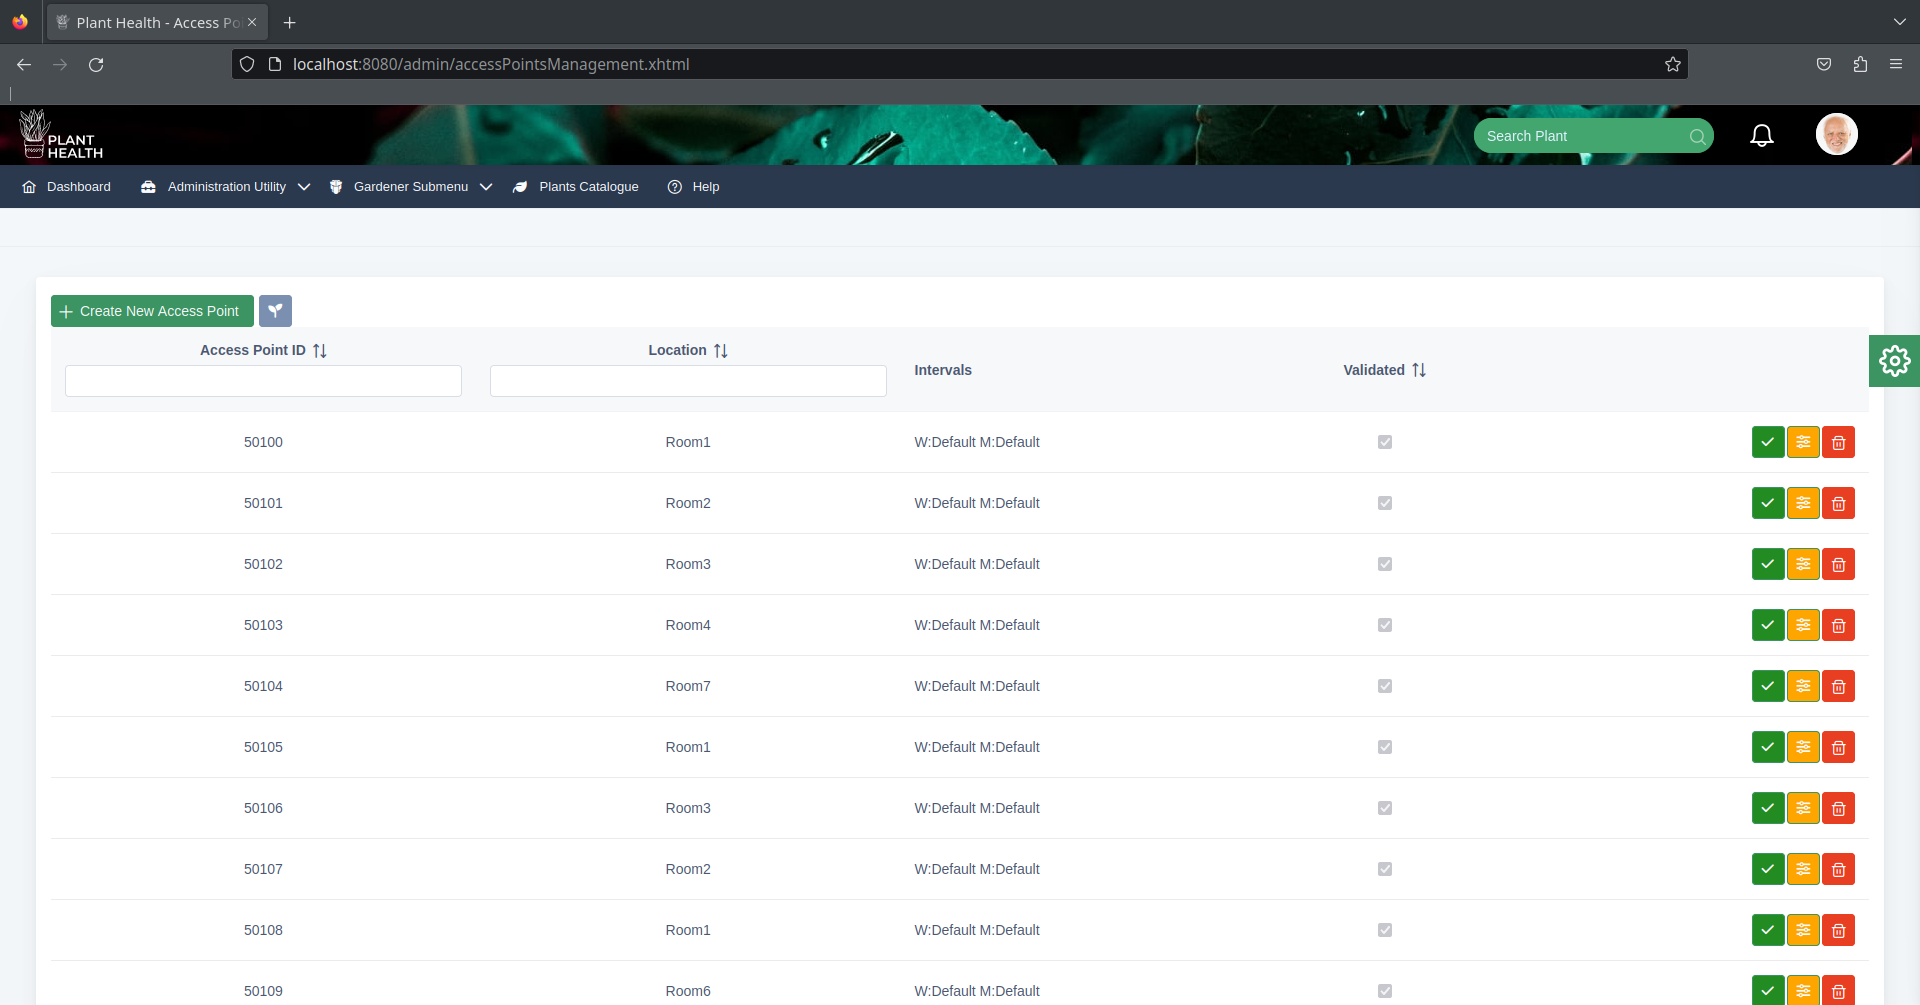 Plant Health - Access Po
localhost:8080/admin/accessPointsManagement.xhtml
PLANT
HEALTH
Search Plant
Dashboard Administration Utility Gardener Submenu Plants Catalogue Help
Create New Access Point
Access Point ID Location Intervals Validated
50100 Room1 W:Default M:Default
50101 Room2 W:Default M:Default
50102 Room3 W:Default M:Default
50103 Room4 W:Default M:Default
50104 Room7 W:Default M:Default
50105 Room1 W:Default M:Default
50106 Room3 W:Default M:Default
50107 Room2 W:Default M:Default
50108 Room1 W:Default M:Default
50109 Room6 W:Default M:Default